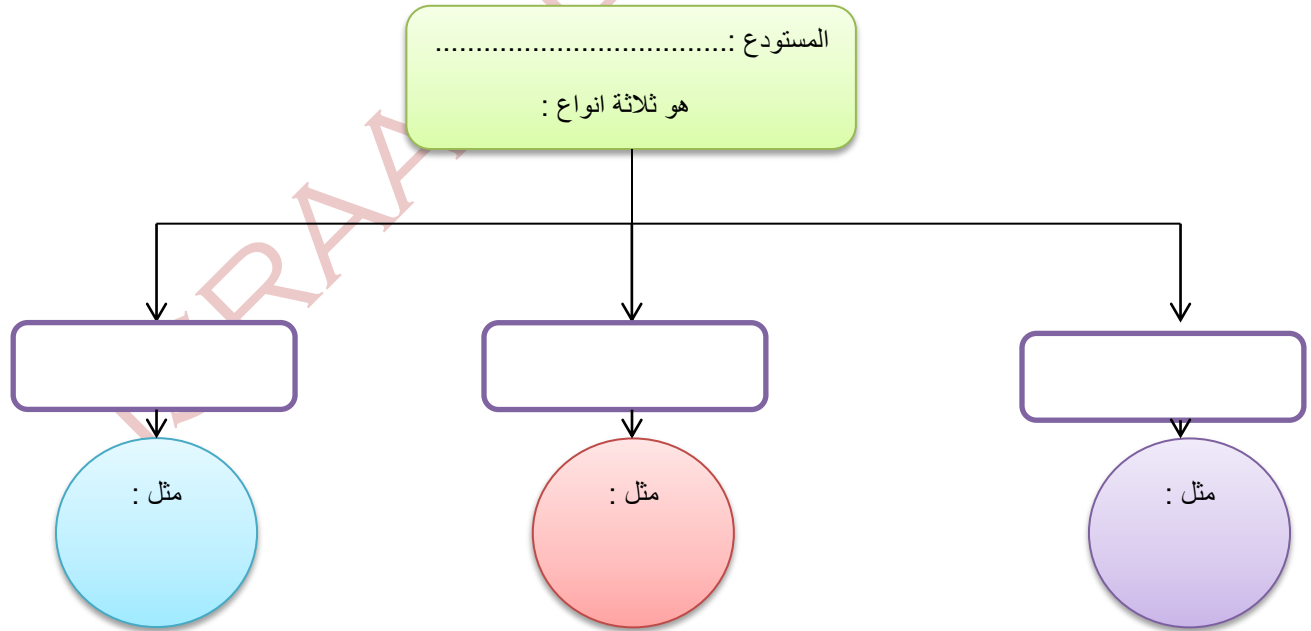 المستودع :....................................
هو ثلاثة انواع :
مثل :
مثل :
مثل :